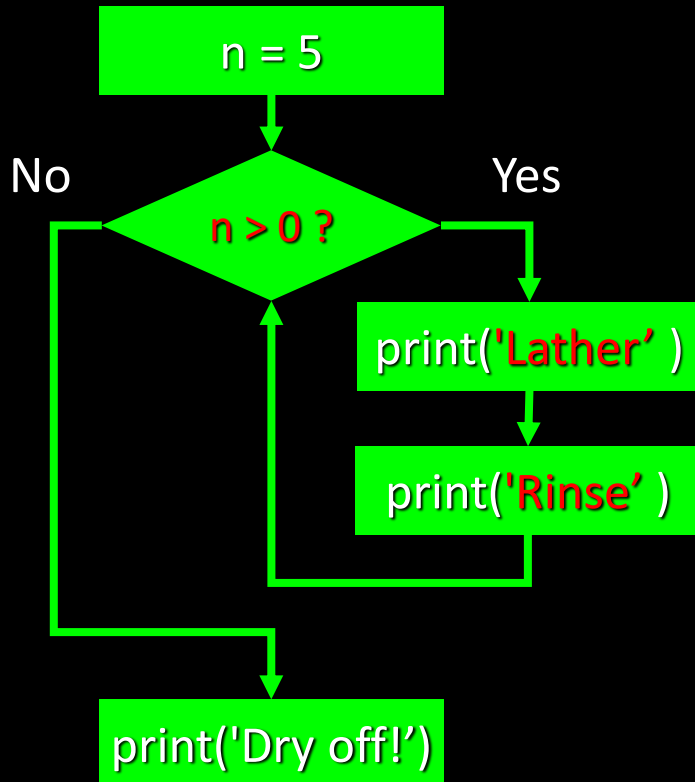 n = 5
No
Yes
n > 0 ?
print('Lather’ )
print('Rinse’ )
print('Dry off!’)